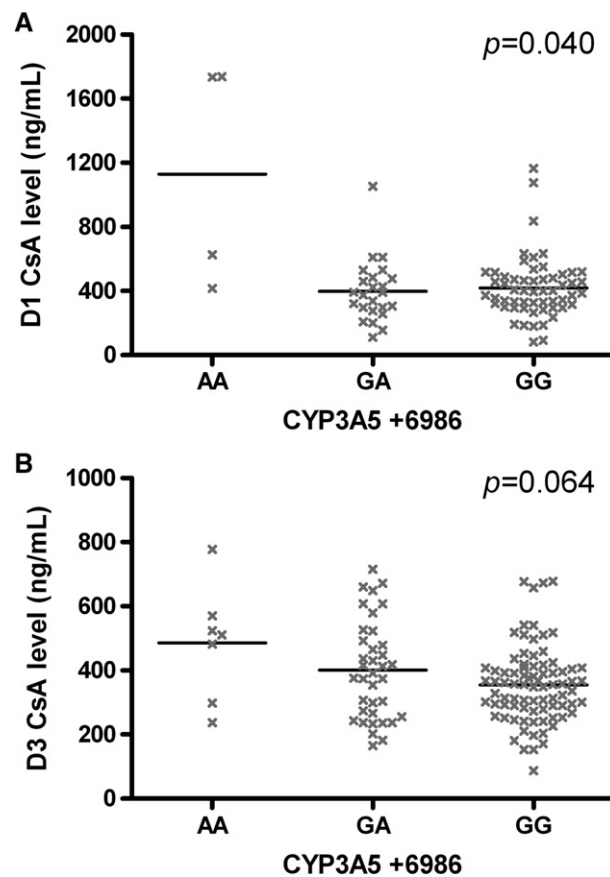 A
p=0.040
D1 CsA level (ng/mL)
2000
1600
1200
800
400
0
AA GA GG
CYP3A5 +6986
B
p=0.064
D3 CsA level (ng/mL)
1000
800
600
400
200
0
AA GA GG
CYP3A5 +6986